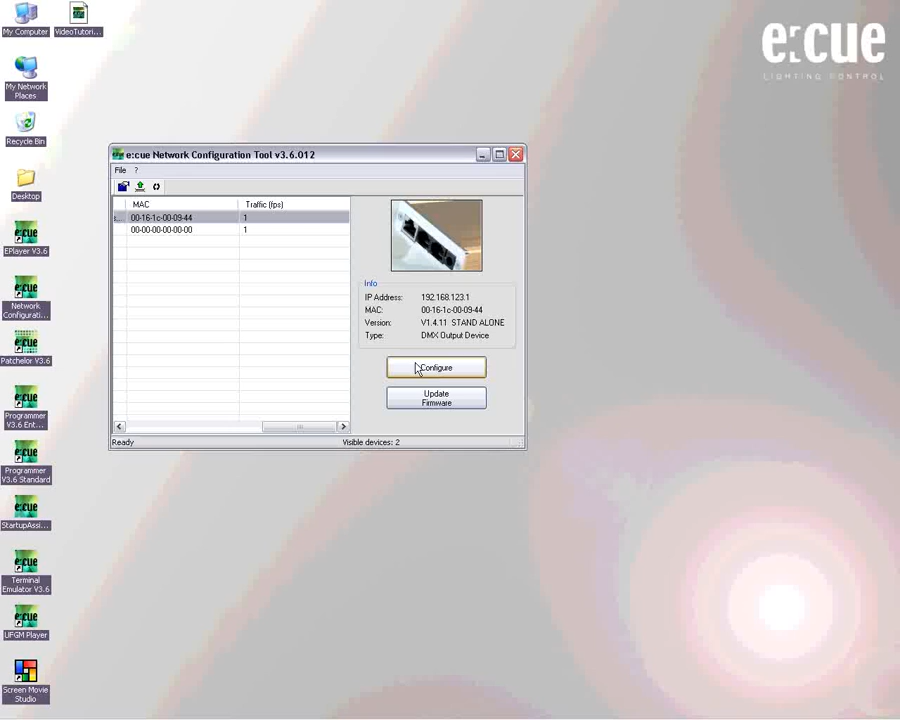 My Computer
VideoTutori...
e:cue
LIGHTING CONTROL
My Network
Places
Recycle Bin
Desktop
EPlayer V3.6
Network
Configurati...
Patchelor V3.6
Programmer
V3.6 Ent...
Programmer
V3.6 Standard
StartupAssi...
Terminal
Emulator V3.6
UFGM Player
Screen Movie
Studio
e:cue Network Configuration Tool v3.6.012
File ?
MAC Traffic (fps)
s... 00-16-1c-00-09-44 1
00-00-00-00-00-00 1
Info
IP Address: 192.168.123.1
MAC: 00-16-1c-00-09-44
Version: V1.4.11 STAND ALONE
Type: DMX Output Device
Configure
Update
Firmware
Ready Visible devices: 2